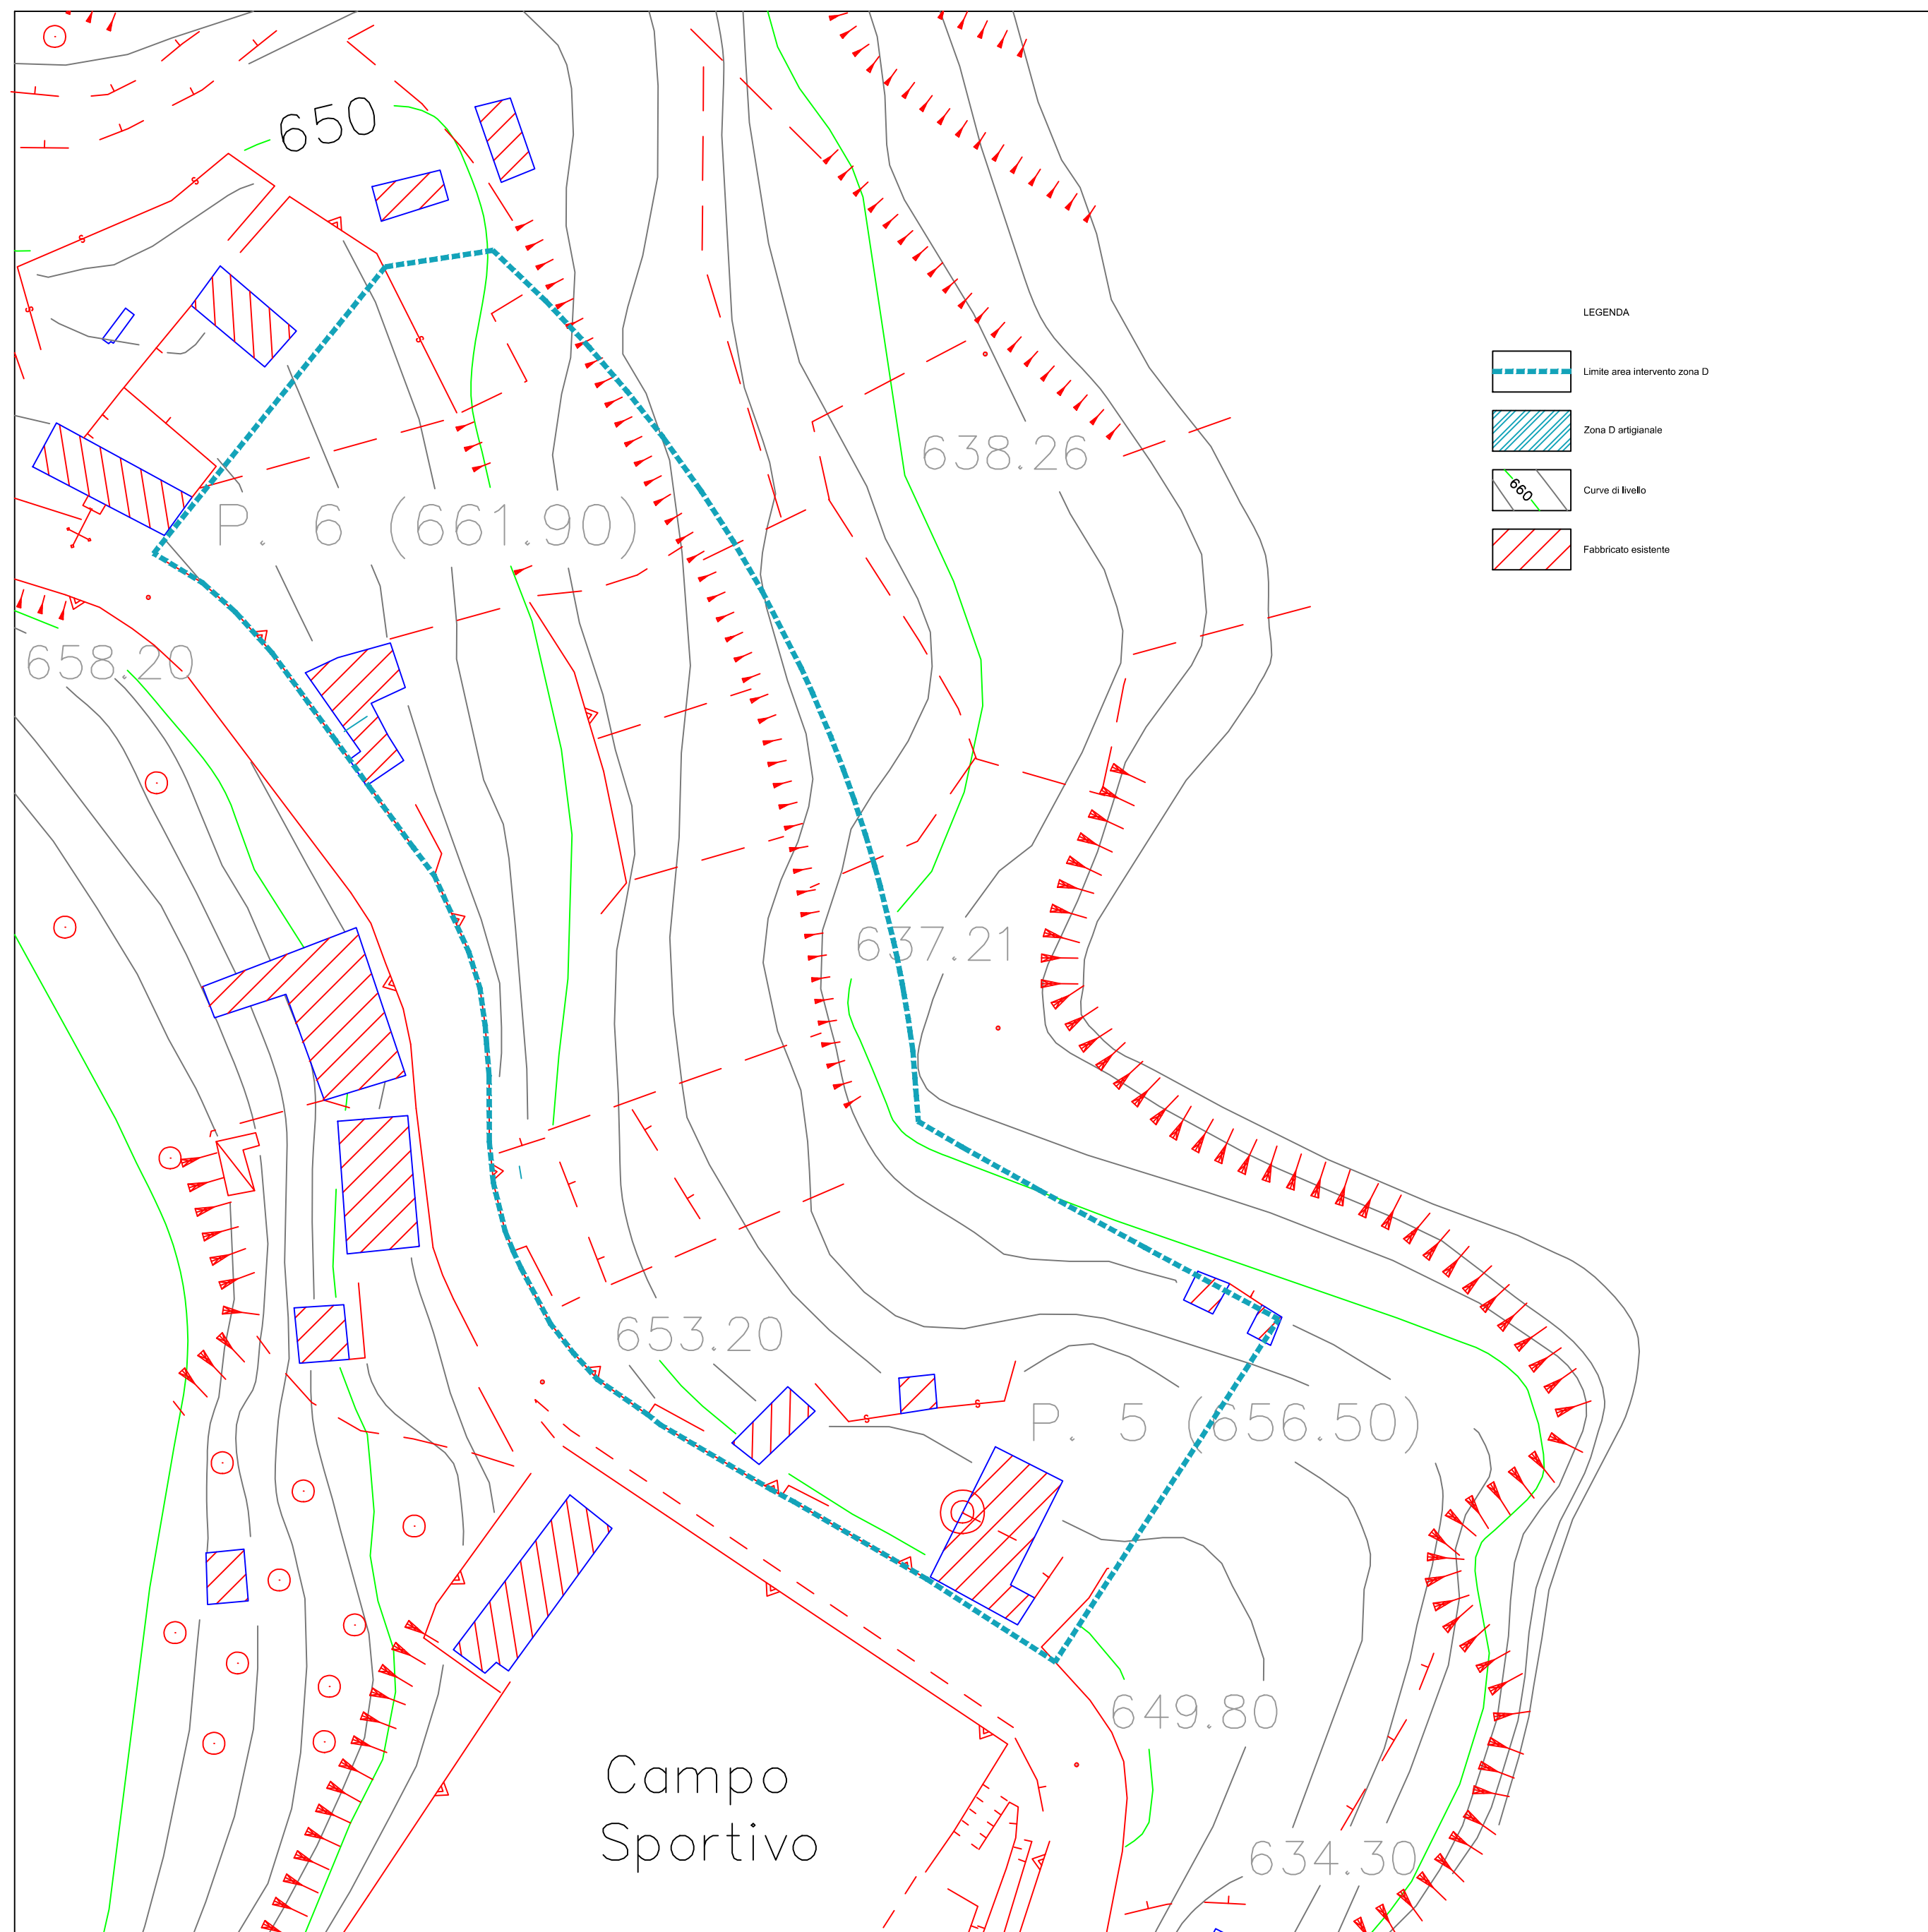 650
638.26
LEGENDA
Limite area intervento zona D
Zona D artigianale
660
Curve di livello
P. 6 (661.90)
Fabbricato esistente
658.20
637.21
653.20
P. 5 (656.50)
649.80
Campo
Sportivo
634.30